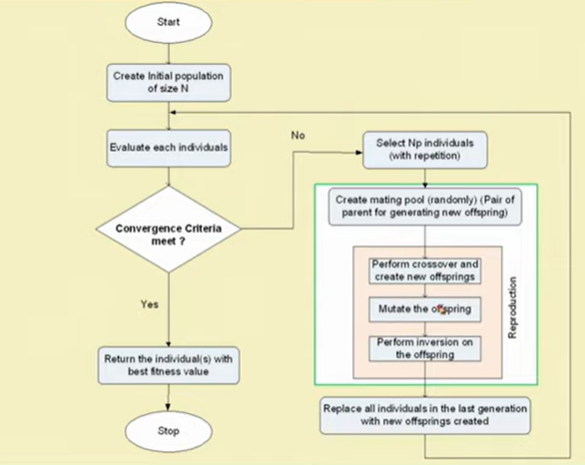 Start
Create Initial population
of size N
Evaluate each individuals
No
Select Np individuals
(with repetition)
Create mating pool (randomly) (Pair of
parent for generating new offspring)
Convergence Criteria
meet ?
Perform crossover and
create new offsprings
Mutate the offspring
Perform inversion on
the offspring
Reproduction
Yes
Return the individual(s) with
best fitness value
Replace all individuals in the last generation
with new offsprings created
Stop